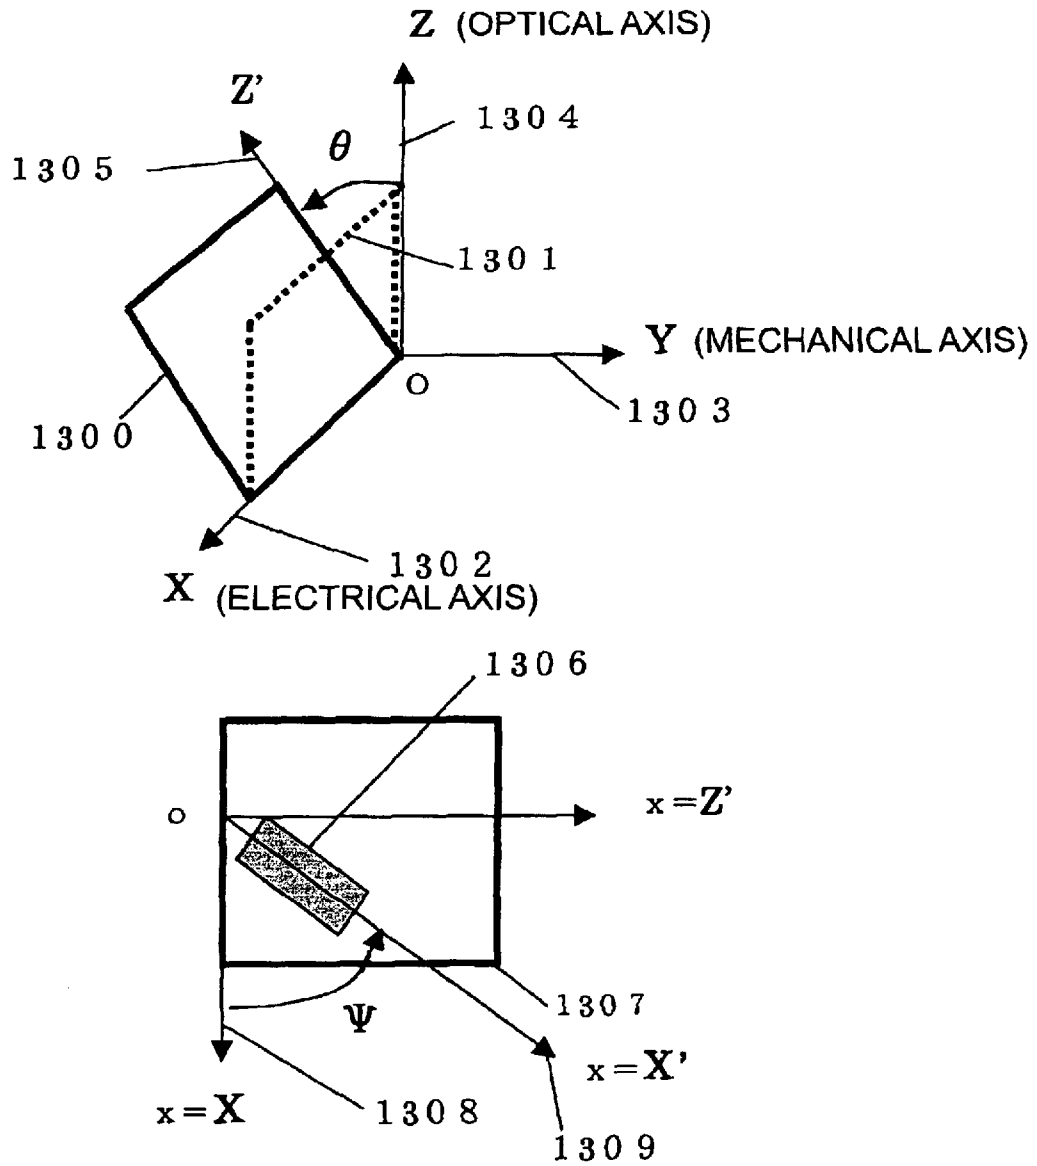 Z (OPTICAL AXIS)
Z'
1304
θ
1305
1301
Y (MECHANICAL AXIS)
O
1303
1300
1302
X (ELECTRICAL AXIS)
1306
O
x=Z'
1307
Ψ
x=X'
x=X
1308
1309